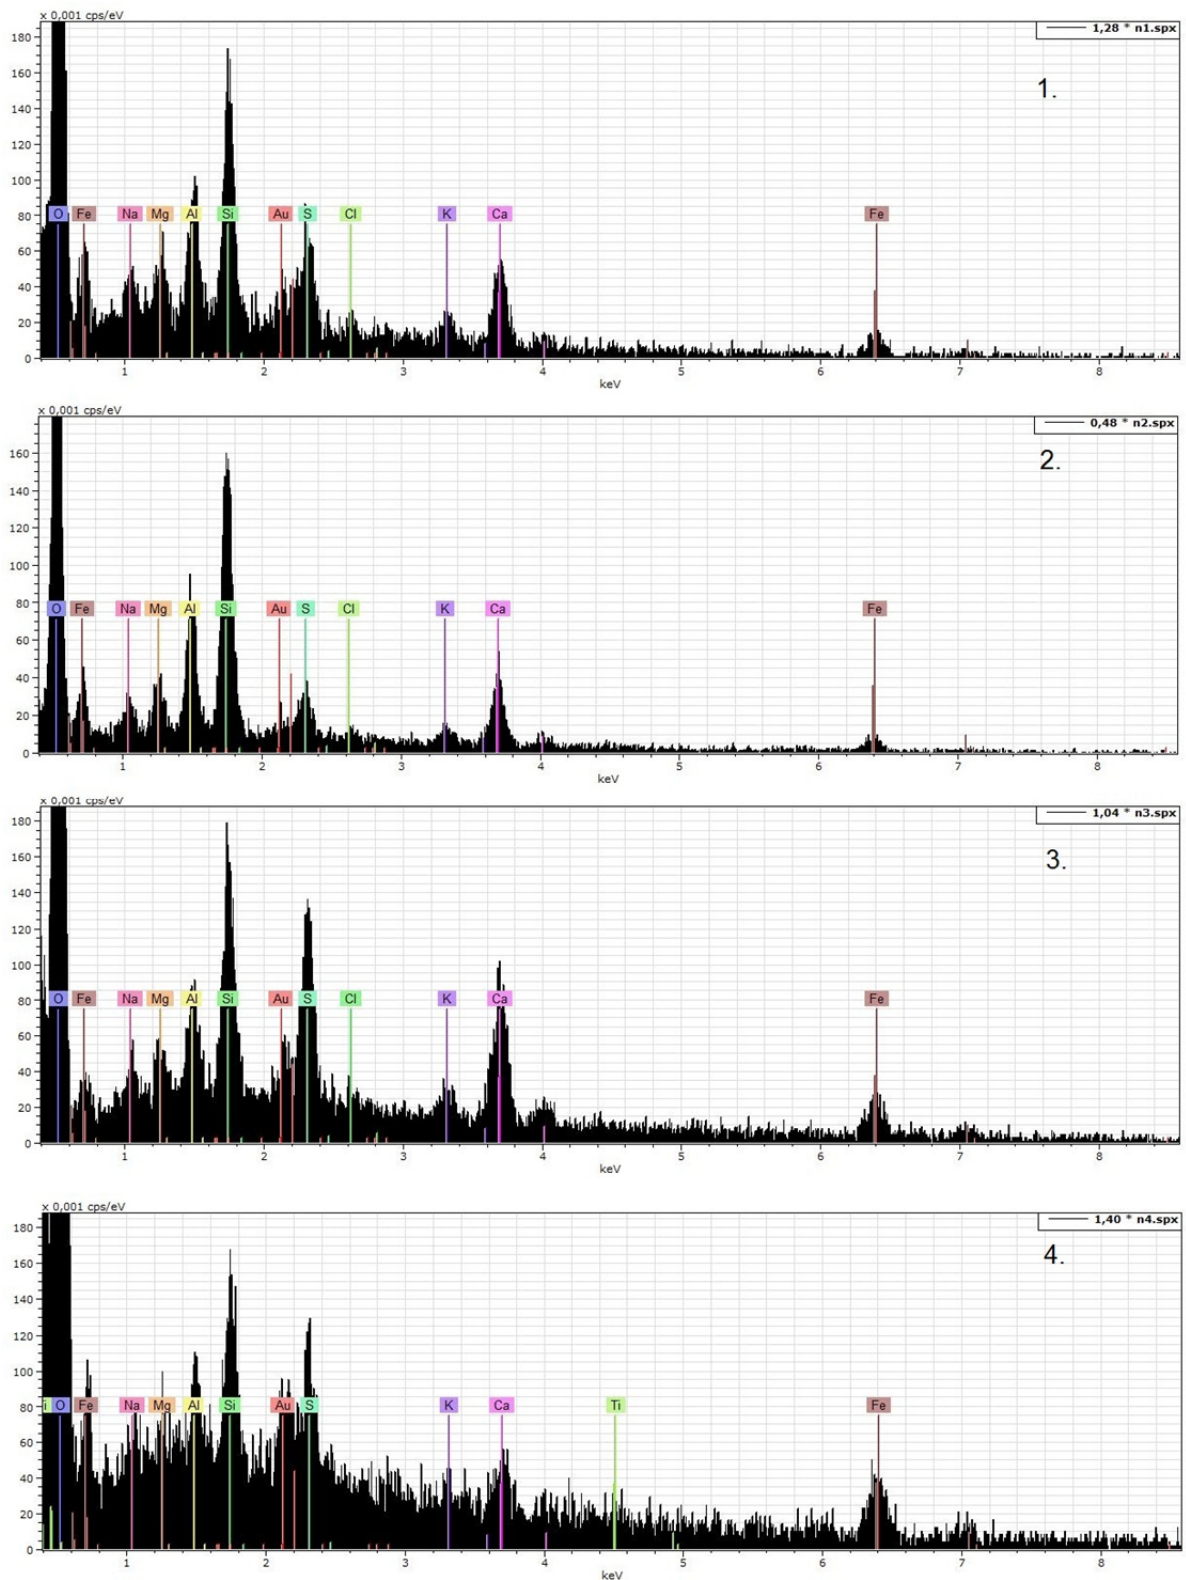 x 0,001 cps/eV
1,28 * n1.spx
1.
180
160
140
120
100
80
60
40
20
0
O Fe Na Mg Al Si Au S Cl K Ca Fe
1 2 3 4 5 6 7 8
keV
x 0,001 cps/eV
0,48 * n2.spx
2.
160
140
120
100
80
60
40
20
0
O Fe Na Mg Al Si Au S Cl K Ca Fe
1 2 3 4 5 6 7 8
keV
x 0,001 cps/eV
1,04 * n3.spx
3.
180
160
140
120
100
80
60
40
20
0
O Fe Na Mg Al Si Au S Cl K Ca Fe
1 2 3 4 5 6 7 8
keV
x 0,001 cps/eV
1,40 * n4.spx
4.
180
160
140
120
100
80
60
40
20
0
i O Fe Na Mg Al Si Au S K Ca Ti Fe
1 2 3 4 5 6 7 8
keV